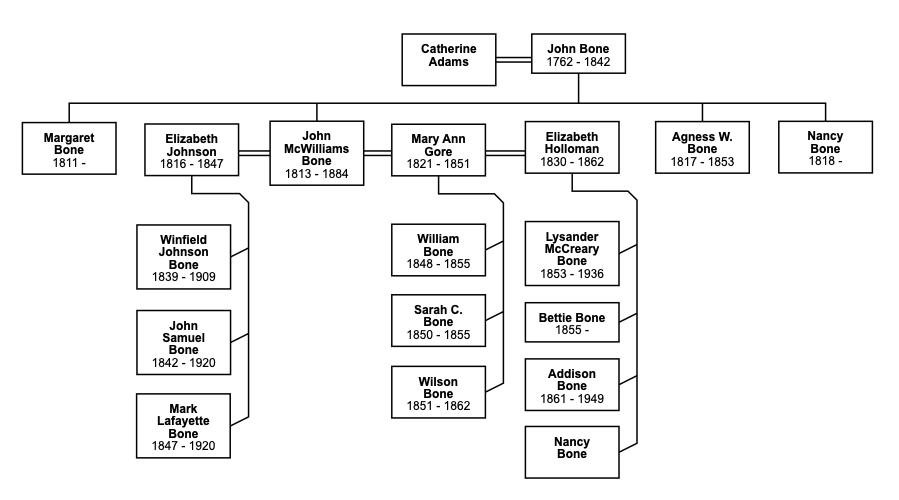 Catherine
Adams
John Bone
1762 - 1842
Margaret
Bone
1811 -
Elizabeth
Johnson
1816 - 1847
John
McWilliams
Bone
1813 - 1884
Mary Ann
Gore
1821 - 1851
Elizabeth
Holloman
1830 - 1862
Agness W.
Bone
1817 - 1853
Nancy
Bone
1818 -
Winfield
Johnson
Bone
1839 - 1909
John
Samuel
Bone
1842 - 1920
Mark
Lafayette
Bone
1847 - 1920
William
Bone
1848 - 1855
Sarah C.
Bone
1850 - 1855
Wilson
Bone
1851 - 1862
Lysander
McCreary
Bone
1853 - 1936
Bettie Bone
1855 -
Addison
Bone
1861 - 1949
Nancy
Bone